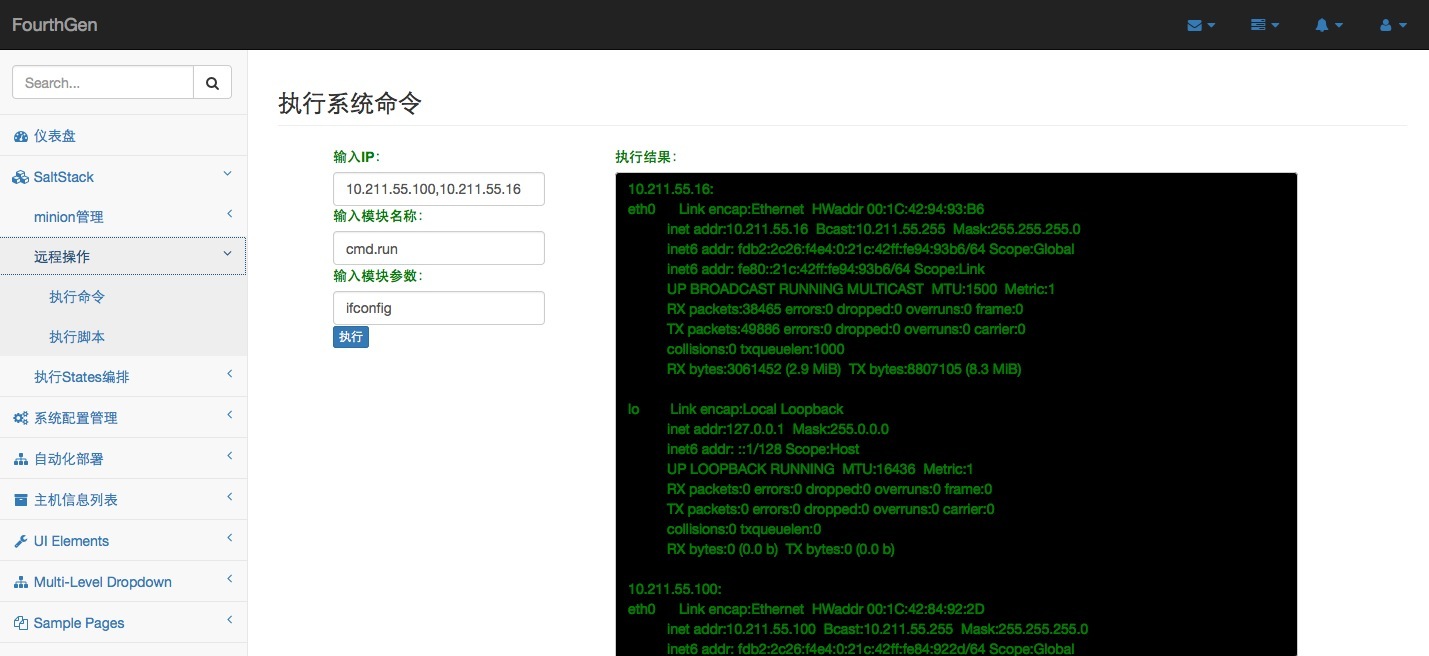 FourthGen
Search...
仪表盘
SaltStack
minion管理
远程操作
执行命令
执行脚本
执行States编排
系统配置管理
自动化部署
主机信息列表
UI Elements
Multi-Level Dropdown
Sample Pages
执行系统命令
输入IP：
10.211.55.100,10.211.55.16
输入模块名称：
cmd.run
输入模块参数：
ifconfig
执行
执行结果：
10.211.55.16:
eth0 Link encap:Ethernet HWaddr 00:1C:42:94:93:B6
inet addr:10.211.55.16 Bcast:10.211.55.255 Mask:255.255.255.0
inet6 addr: fdb2:2c26:f4e4:0:21c:42ff:fe94:93b6/64 Scope:Global
inet6 addr: fe80::21c:42ff:fe94:93b6/64 Scope:Link
UP BROADCAST RUNNING MULTICAST MTU:1500 Metric:1
RX packets:38465 errors:0 dropped:0 overruns:0 frame:0
TX packets:49886 errors:0 dropped:0 overruns:0 carrier:0
collisions:0 txqueuelen:1000
RX bytes:3061452 (2.9 MiB) TX bytes:8807105 (8.3 MiB)
lo Link encap:Local Loopback
inet addr:127.0.0.1 Mask:255.0.0.0
inet6 addr: ::1/128 Scope:Host
UP LOOPBACK RUNNING MTU:16436 Metric:1
RX packets:0 errors:0 dropped:0 overruns:0 frame:0
TX packets:0 errors:0 dropped:0 overruns:0 carrier:0
collisions:0 txqueuelen:0
RX bytes:0 (0.0 b) TX bytes:0 (0.0 b)
10.211.55.100:
eth0 Link encap:Ethernet HWaddr 00:1C:42:84:92:2D
inet addr:10.211.55.100 Bcast:10.211.55.255 Mask:255.255.255.0
inet6 addr: fdb2:2c26:f4e4:0:21c:42ff:fe84:922d/64 Scope:Global